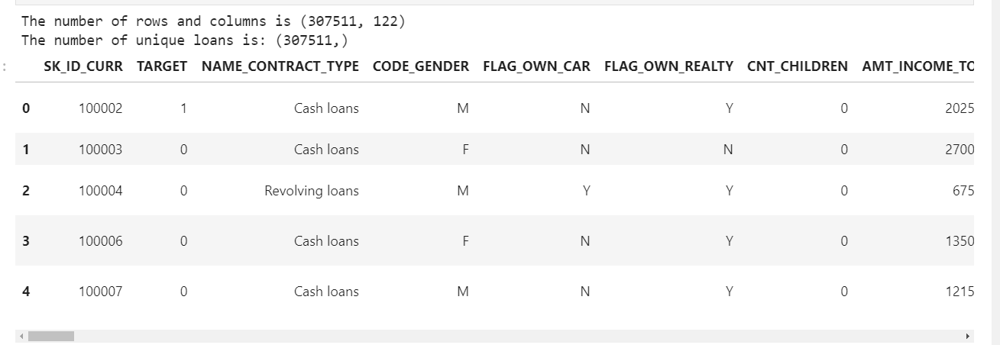 The number of rows and columns is (307511, 122)
The number of unique loans is: (307511,)
: SK_ID_CURR TARGET NAME_CONTRACT_TYPE CODE_GENDER FLAG_OWN_CAR FLAG_OWN_REALTY CNT_CHILDREN AMT_INCOME_TO
0 100002 1 Cash loans M N Y 0 2025
1 100003 0 Cash loans F N N 0 2700
2 100004 0 Revolving loans M Y Y 0 675
3 100006 0 Cash loans F N Y 0 1350
4 100007 0 Cash loans M N Y 0 1215